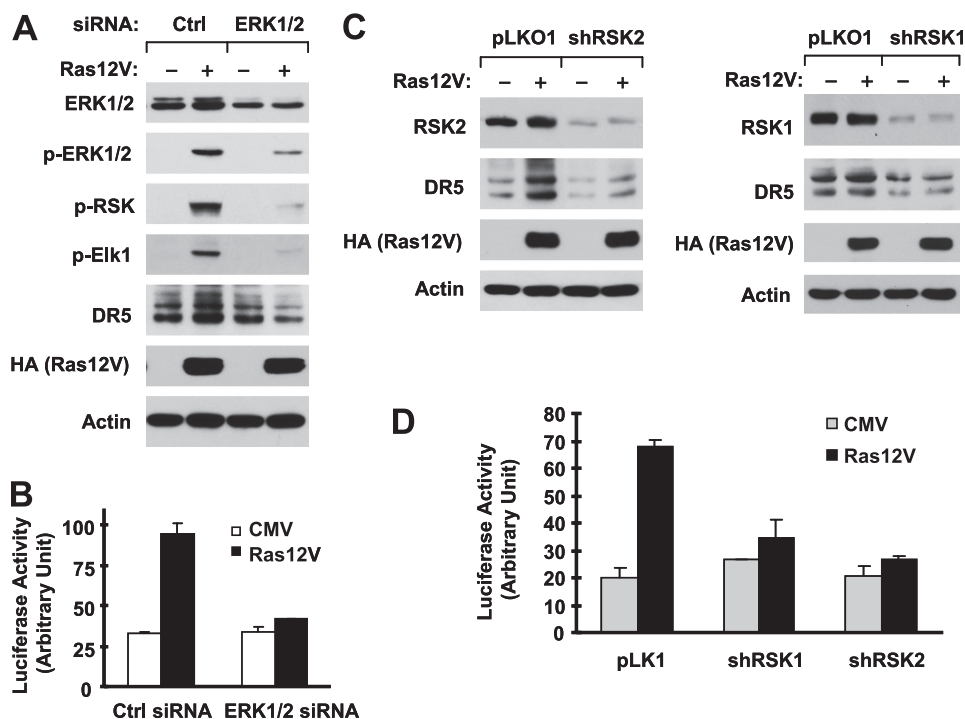 A
siRNA: Ctrl ERK1/2
Ras12V: – + – +
ERK1/2
p-ERK1/2
p-RSK
p-Elk1
DR5
HA (Ras12V)
Actin
B
Luciferase Activity
(Arbitrary Unit)
100
75
50
25
0
CMV
Ras12V
Ctrl siRNA ERK1/2 siRNA
C
pLKO1 shRSK2
Ras12V: – + – +
RSK2
DR5
HA (Ras12V)
Actin
pLKO1 shRSK1
Ras12V: – + – +
RSK1
DR5
HA (Ras12V)
Actin
D
Luciferase Activity
(Arbitrary Unit)
80
70
60
50
40
30
20
10
0
CMV
Ras12V
pLK1 shRSK1 shRSK2